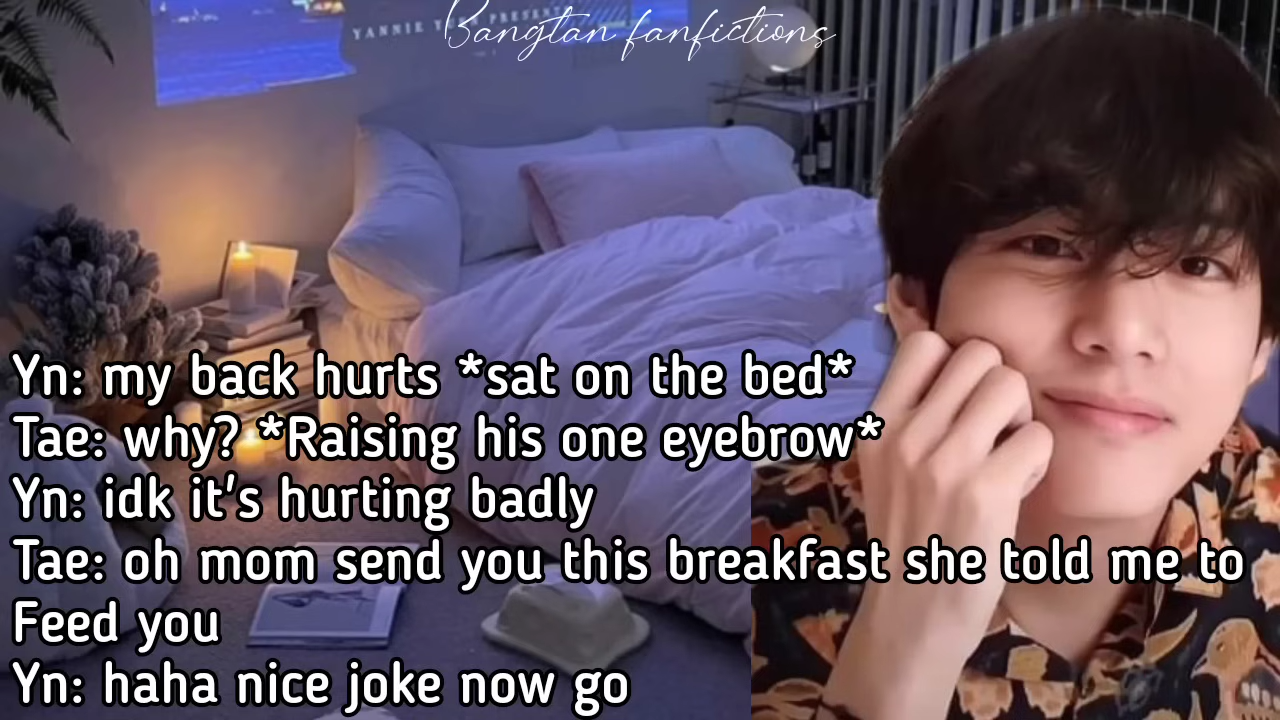 YANNIE PRESENT
Bangtan fanfictions
Yn: my back hurts *sat on the bed*
Tae: why? *Raising his one eyebrow*
Yn: idk it's hurting badly
Tae: oh mom send you this breakfast she told me to
Feed you
Yn: haha nice joke now go